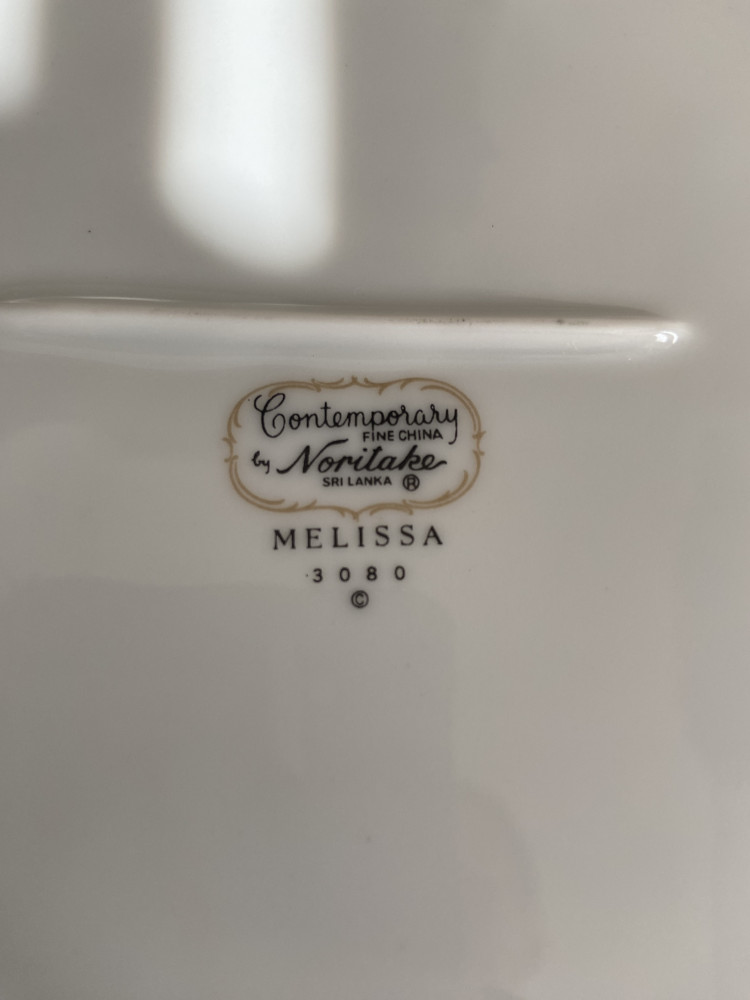 Contemporary
FINE CHINA
by Noritake
SRI LANKA ®
MELISSA
3080
©